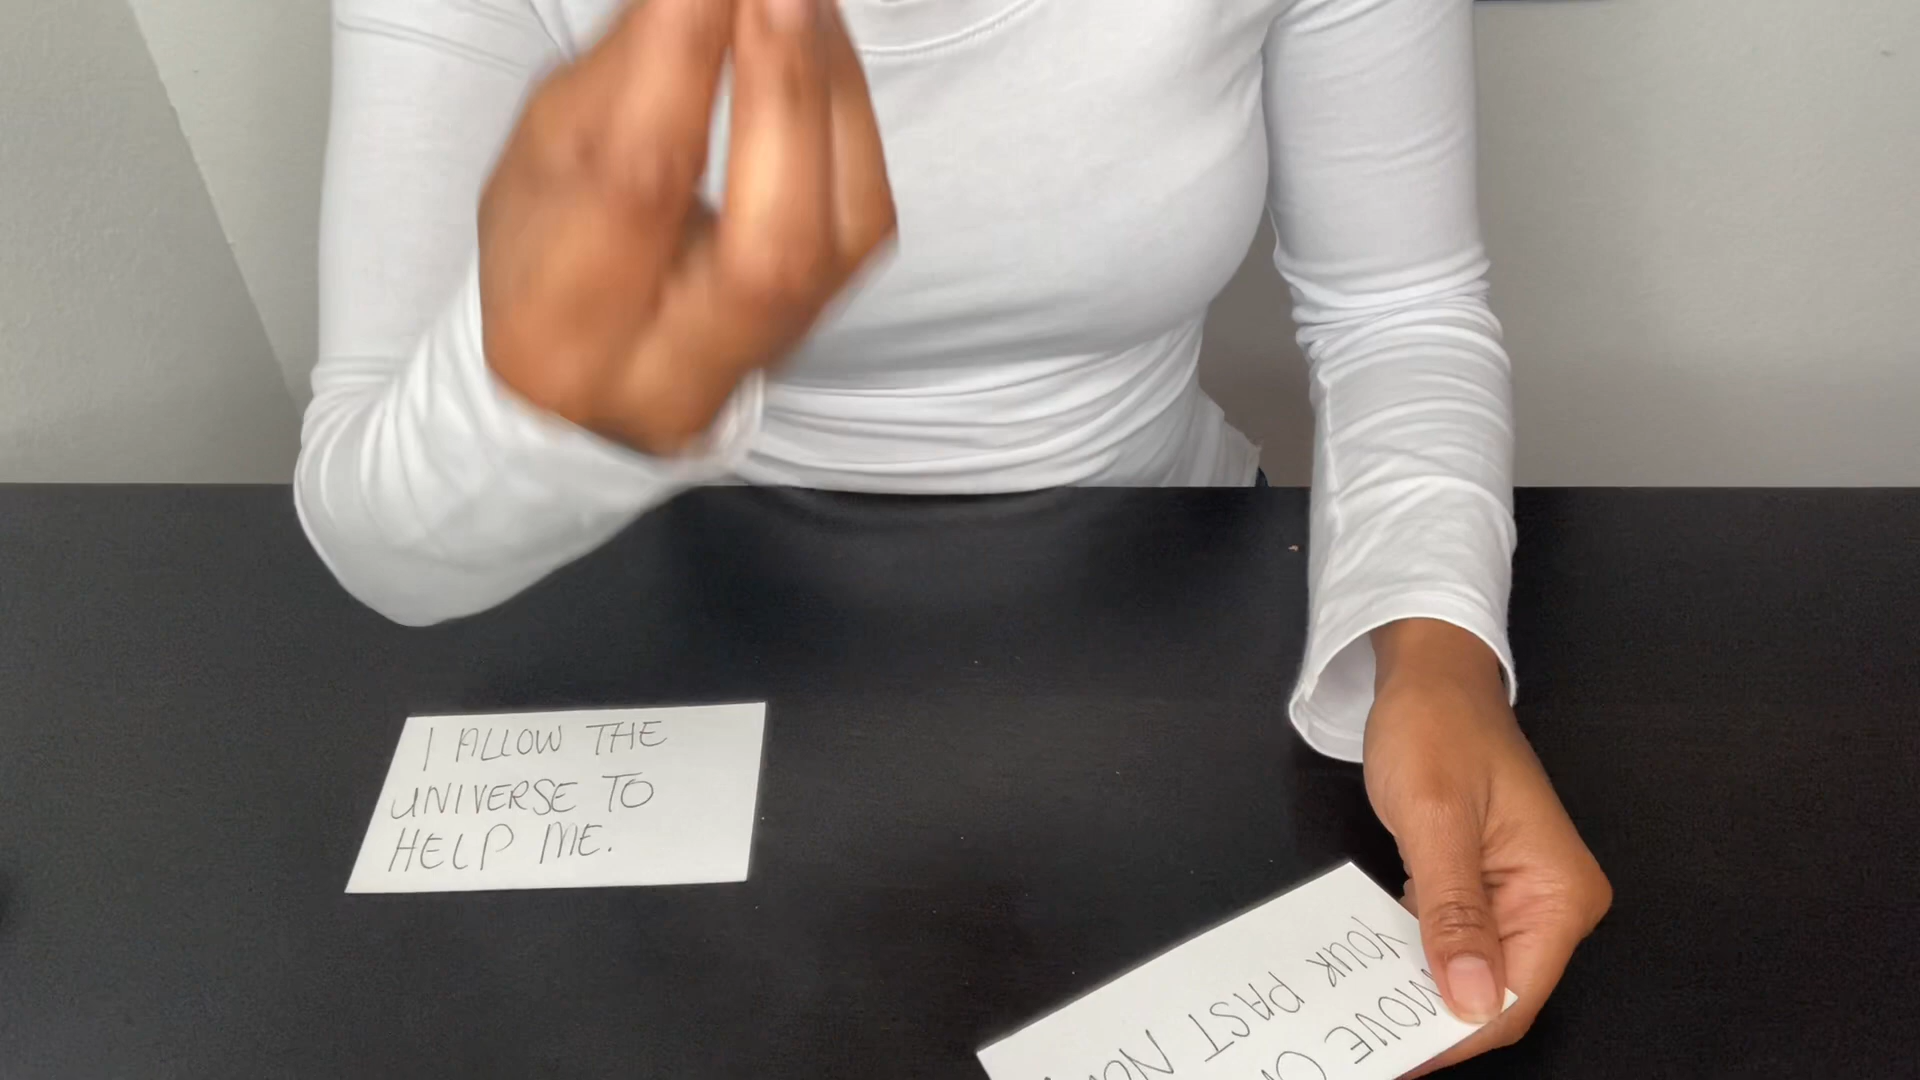 I ALLOW THE
UNIVERSE TO
HELP ME.
MOVE
YOUR PAST